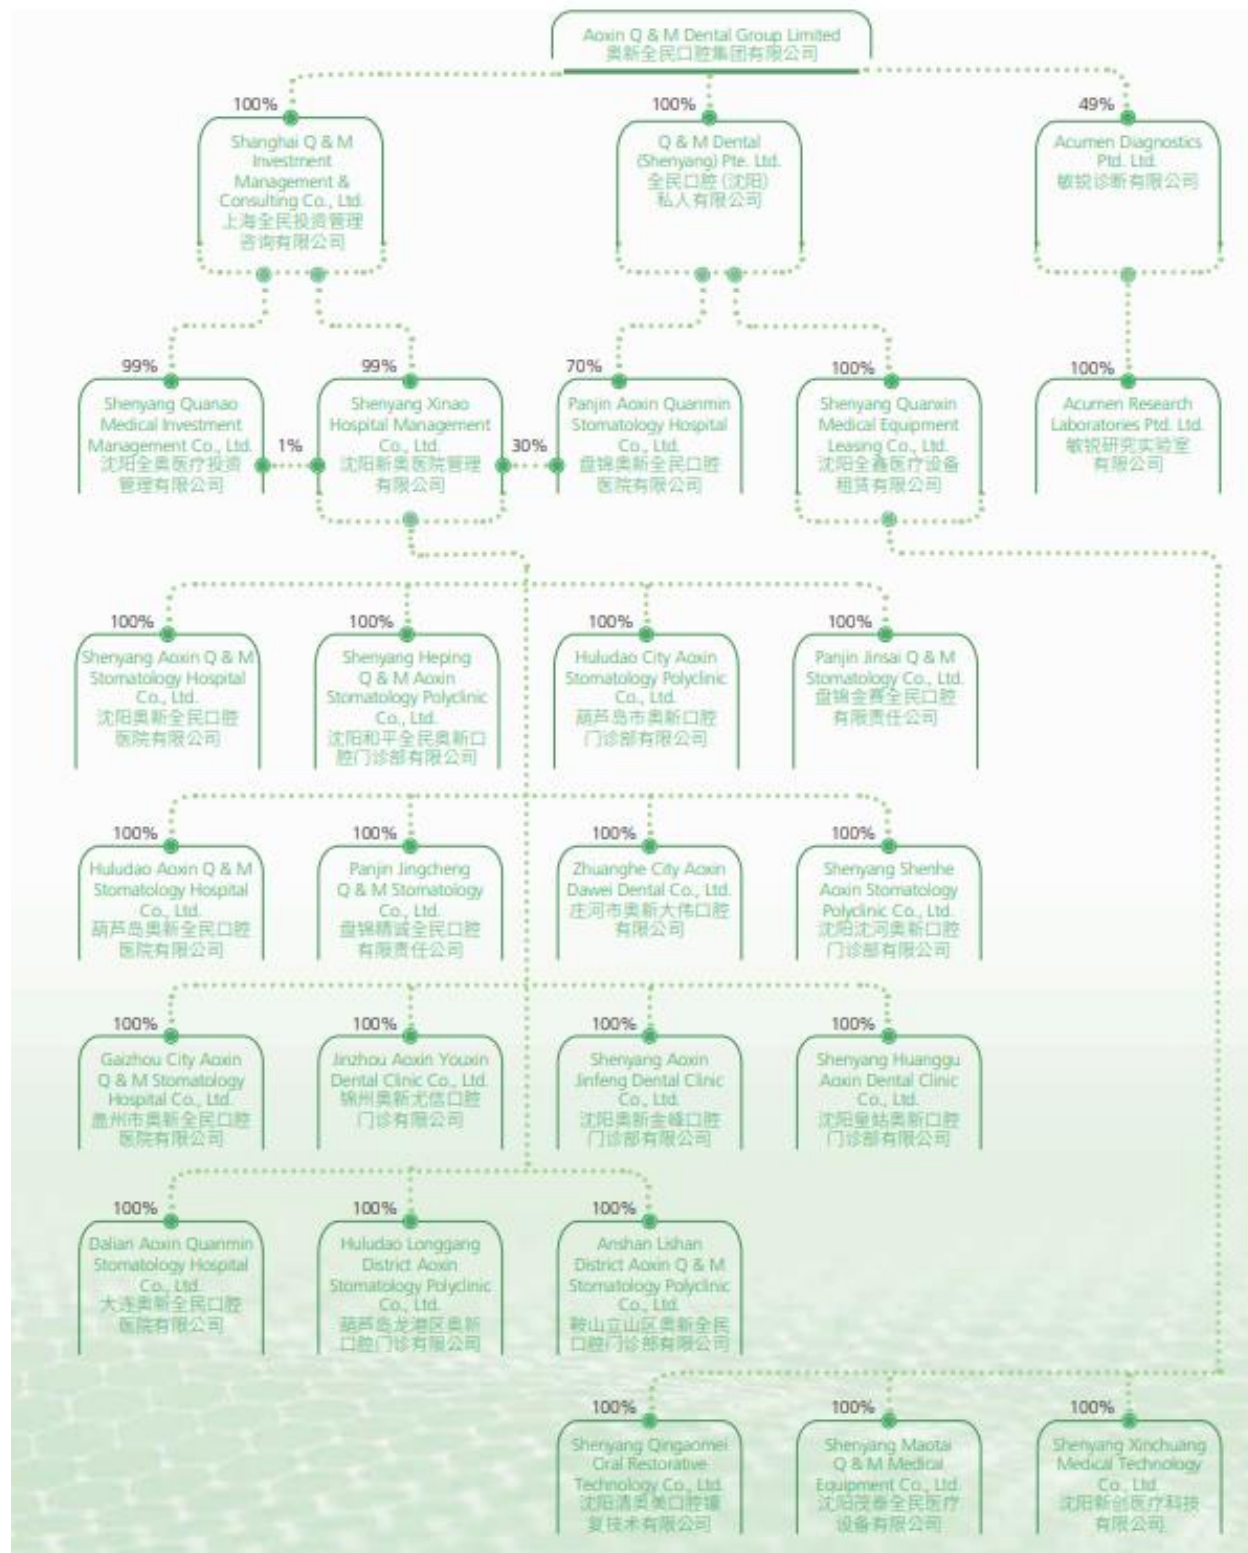 Aoxin Q & M Dental Group Limited
奥新全民口腔集团有限公司
100%
Shanghai Q & M
Investment
Management &
Consulting Co., Ltd.
上海全民投资管理
咨询有限公司
100%
Q & M Dental
(Shenyang) Pte. Ltd.
全民口腔 (沈阳)
私人有限公司
49%
Acumen Diagnostics
Ptd. Ltd.
敏锐诊断有限公司
99%
Shenyang Quanao
Medical Investment
Management Co., Ltd.
沈阳全奥医疗投资
管理有限公司
1%
99%
Shenyang Xinao
Hospital Management
Co., Ltd.
沈阳新奥医院管理
有限公司
30%
70%
Panjin Aoxin Quanmin
Stomatology Hospital
Co., Ltd.
盘锦奥新全民口腔
医院有限公司
100%
Shenyang Quanxin
Medical Equipment
Leasing Co., Ltd.
沈阳全鑫医疗设备
租赁有限公司
100%
Acumen Research
Laboratories Ptd. Ltd.
敏锐研究实验室
有限公司
100%
Shenyang Aoxin Q & M
Stomatology Hospital
Co., Ltd.
沈阳奥新全民口腔
医院有限公司
100%
Shenyang Heping
Q & M Aoxin
Stomatology Polyclinic
Co., Ltd.
沈阳和平全民奥新口
腔门诊部有限公司
100%
Huludao City Aoxin
Stomatology Polyclinic
Co., Ltd.
葫芦岛市奥新口腔
门诊部有限公司
100%
Panjin Jinsai Q & M
Stomatology Co., Ltd.
盘锦金赛全民口腔
有限责任公司
100%
Huludao Aoxin Q & M
Stomatology Hospital
Co., Ltd.
葫芦岛奥新全民口腔
医院有限公司
100%
Panjin Jingcheng
Q & M Stomatology
Co., Ltd.
盘锦精诚全民口腔
有限责任公司
100%
Zhuanghe City Aoxin
Dawei Dental Co., Ltd.
庄河市奥新大伟口腔
有限公司
100%
Shenyang Shenhe
Aoxin Stomatology
Polyclinic Co., Ltd.
沈阳沈河奥新口腔
门诊部有限公司
100%
Gaizhou City Aoxin
Q & M Stomatology
Hospital Co., Ltd.
盖州市奥新全民口腔
医院有限公司
100%
Jinzhou Aoxin Youxin
Dental Clinic Co., Ltd.
锦州奥新尤信口腔
门诊有限公司
100%
Shenyang Aoxin
Jinfeng Dental Clinic
Co., Ltd.
沈阳奥新金峰口腔
门诊部有限公司
100%
Shenyang Huanggu
Aoxin Dental Clinic
Co., Ltd.
沈阳皇姑奥新口腔
门诊部有限公司
100%
Dalian Aoxin Quanmin
Stomatology Hospital
Co., Ltd.
大连奥新全民口腔
医院有限公司
100%
Huludao Longgang
District Aoxin
Stomatology Polyclinic
Co., Ltd.
葫芦岛龙港区奥新
口腔门诊有限公司
100%
Anshan Lishan
District Aoxin Q & M
Stomatology Polyclinic
Co., Ltd.
鞍山立山区奥新全民
口腔门诊部有限公司
100%
Shenyang Qingaomei
Oral Restorative
Technology Co., Ltd.
沈阳清奥美口腔镶
复技术有限公司
100%
Shenyang Maotai
Q & M Medical
Equipment Co., Ltd.
沈阳茂泰全民医疗
设备有限公司
100%
Shenyang Xinchuang
Medical Technology
Co., Ltd.
沈阳新创医疗科技
有限公司